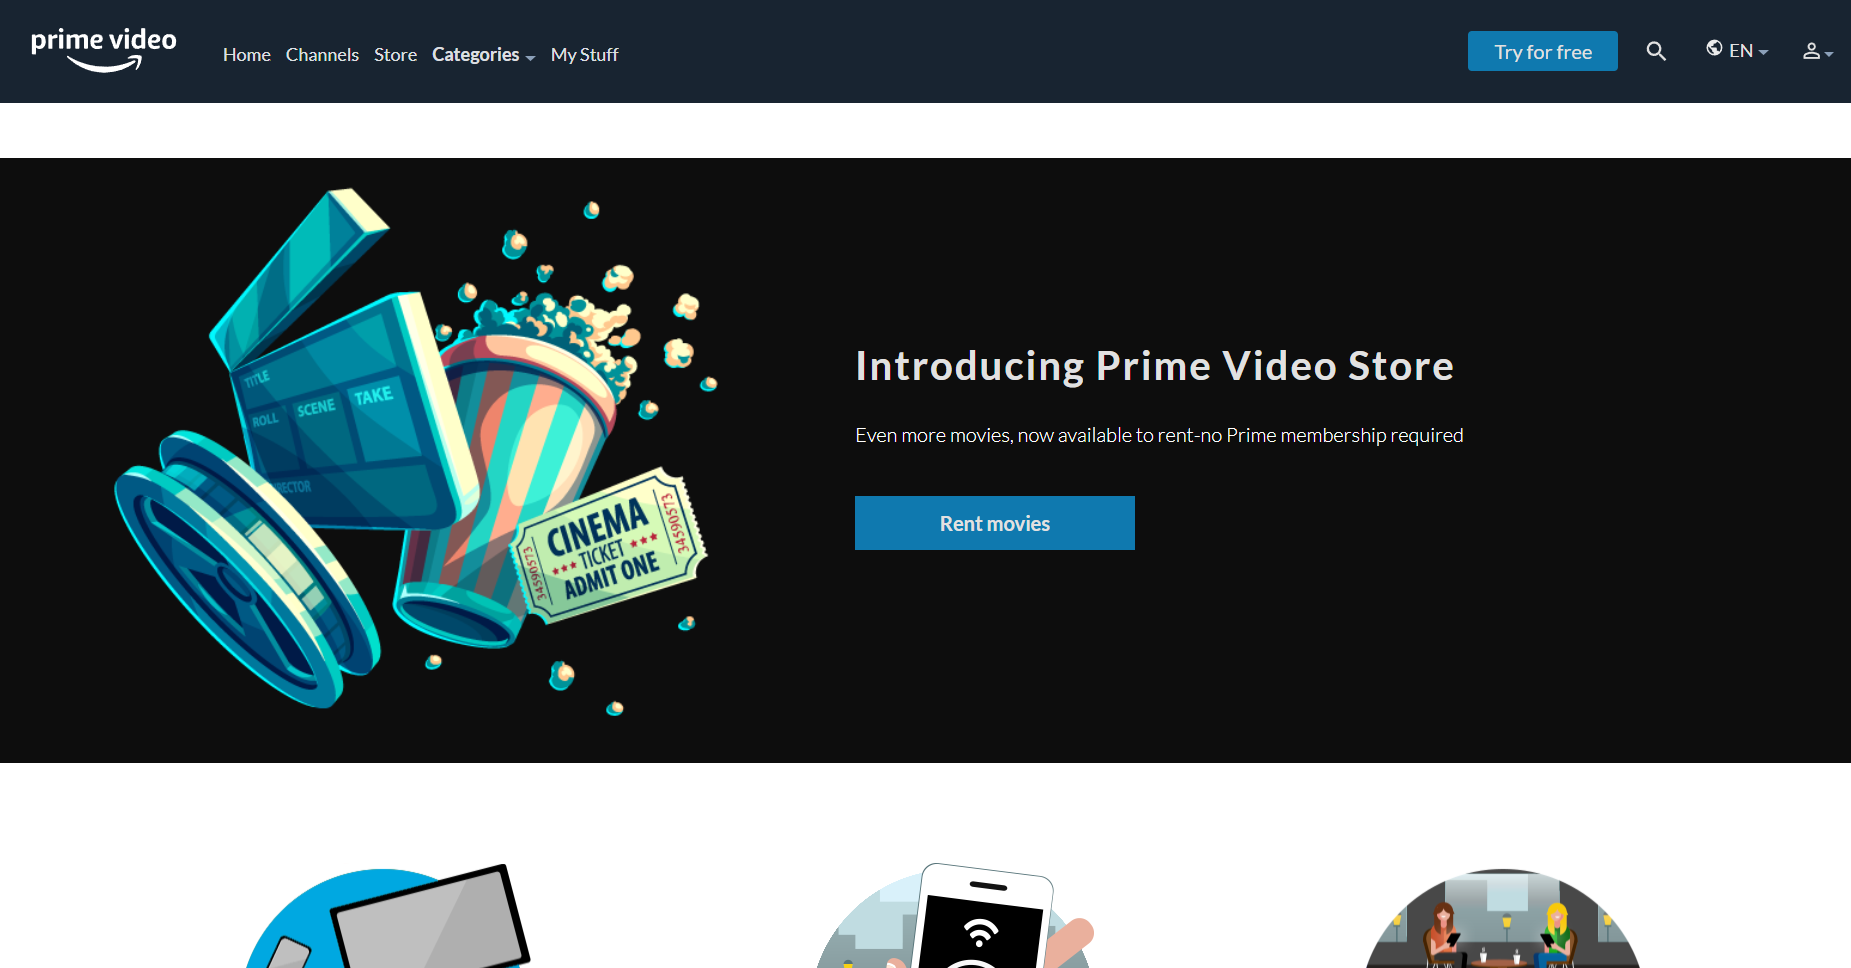 prime video
Home Channels Store Categories My Stuff
Try for free
EN
TITLE
ROLL SCENE TAKE
CINEMA
TICKET
ADMIT ONE
34590573
34590573
Introducing Prime Video Store
Even more movies, now available to rent-no Prime membership required
Rent movies